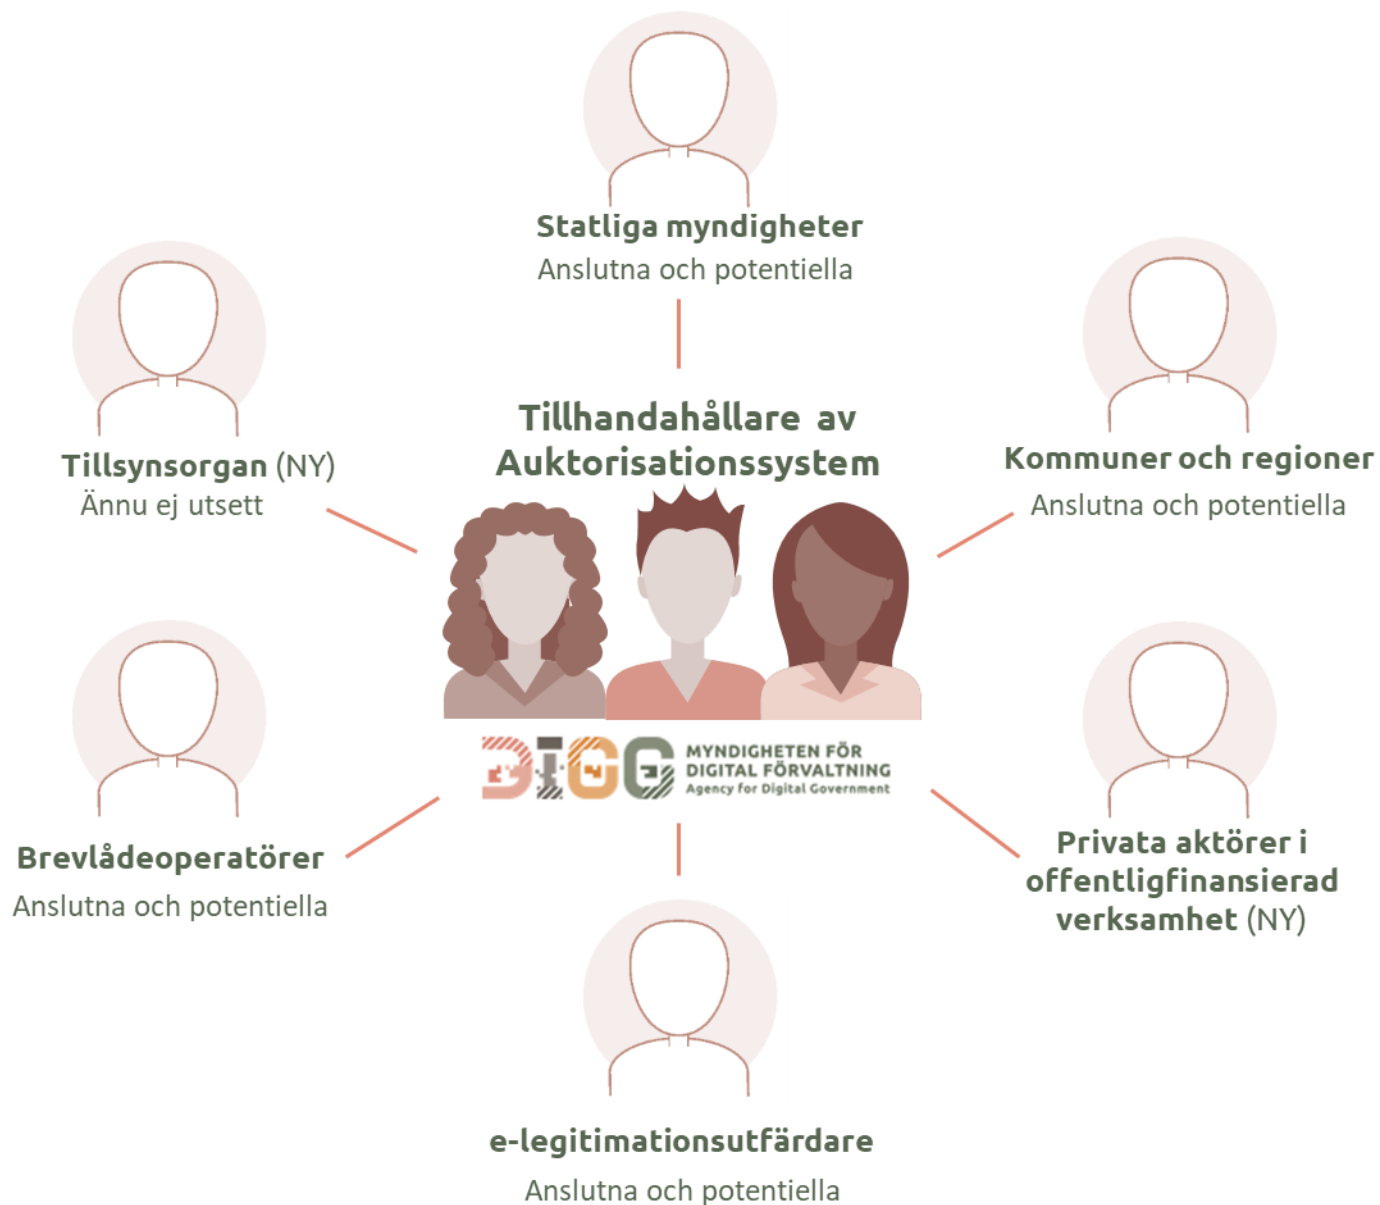 Statliga myndigheter
Anslutna och potentiella
Tillhandahållare av
Auktorisationssystem
Tillsynsorgan (NY)
Ännu ej utsett
Kommuner och regioner
Anslutna och potentiella
DIGG
MYNDIGHETEN FÖR
DIGITAL FÖRVALTNING
Agency for Digital Government
Brevlådeoperatörer
Anslutna och potentiella
Privata aktörer i
offentligfinansierad
verksamhet (NY)
e-legitimationsutfärdare
Anslutna och potentiella